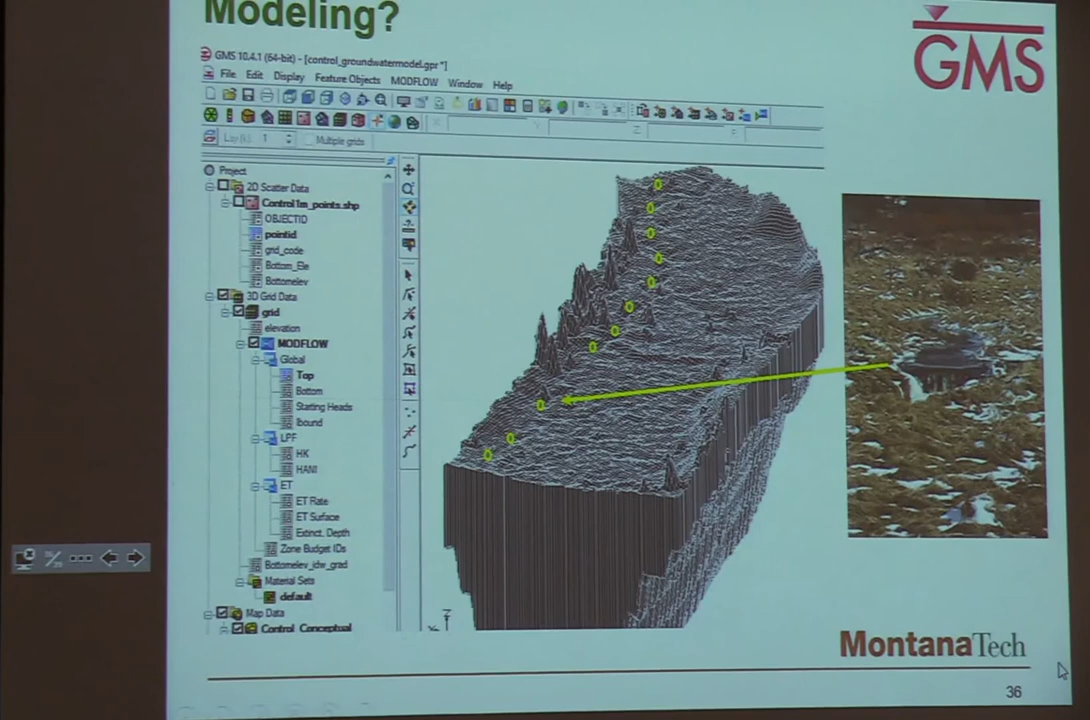 Modeling?
GMS
GMS 10.4.1 (64-bit) - [control_groundwatermodel.gpr *]
File Edit Display Feature Objects MODFLOW Window Help
Lay (k): 1 Multiple grids
Project
2D Scatter Data
Control1m_points.shp
OBJECTID
pointid
grid_code
Bottom_Ele
Bottomelev
3D Grid Data
grid
elevation
MODFLOW
Global
Top
Bottom
Starting Heads
Ibound
LPF
HK
HANI
ET
ET Rate
ET Surface
Extinct. Depth
Zone Budget IDs
Bottomelev_idw_grad
Material Sets
default
Map Data
Control_Conceptual
Z
MontanaTech
36